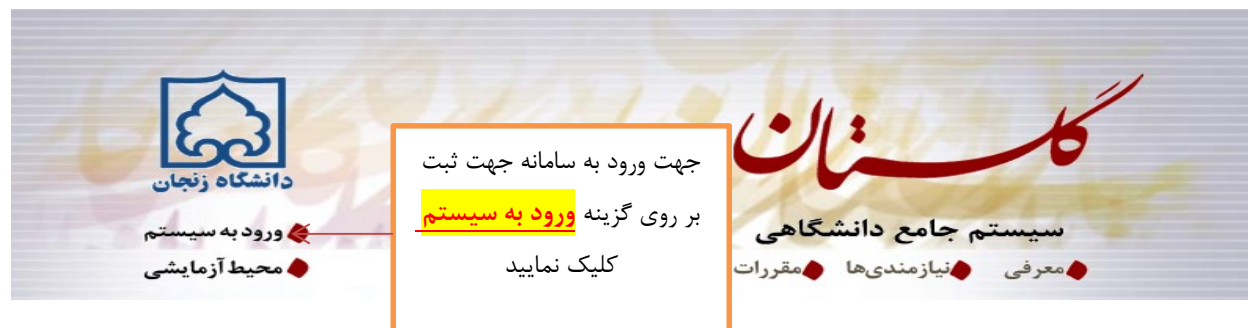 گلستان
سیستم جامع دانشگاهی
معرفی نیازمندی‌ها مقررات
جهت ورود به سامانه جهت ثبت
بر روی گزینه ورود به سیستم
کلیک نمایید
دانشگاه زنجان
ورود به سیستم
محیط آزمایشی